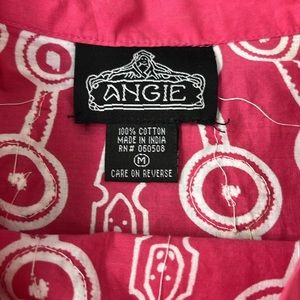 ANGIE
100% COTTON
MADE IN INDIA
RN# 060508
M
CARE ON REVERSE